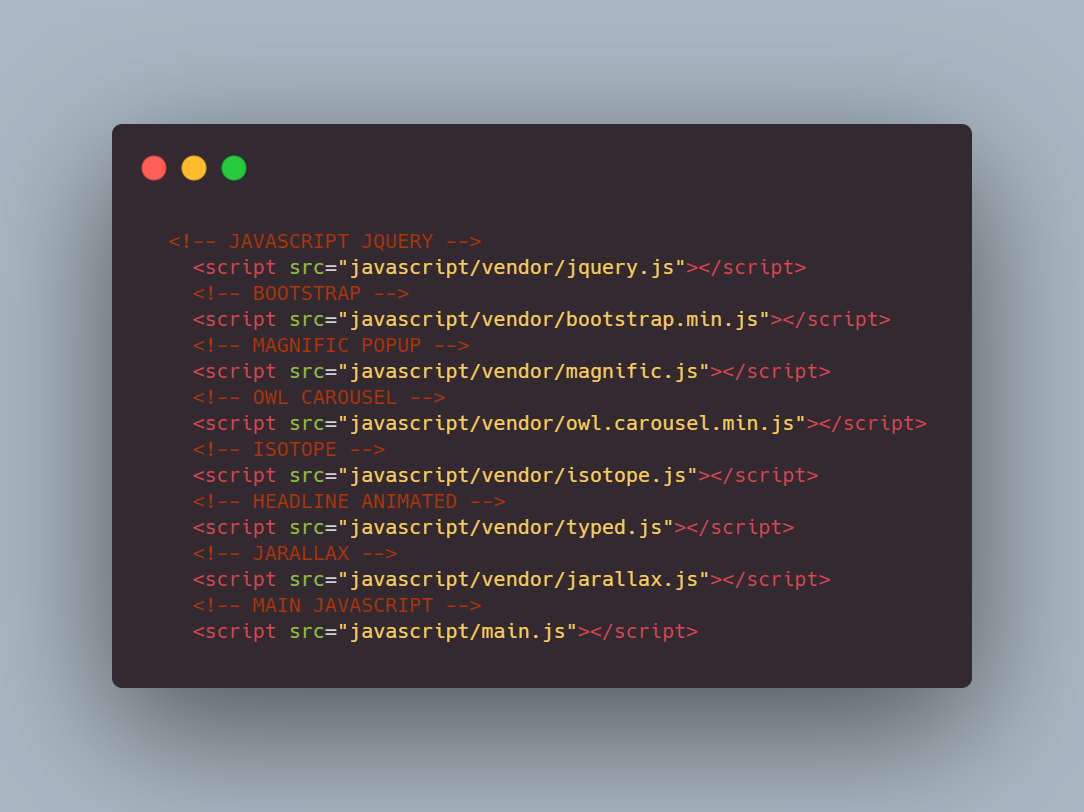 <!-- JAVASCRIPT JQUERY -->
<script src="javascript/vendor/jquery.js"></script>
<!-- BOOTSTRAP -->
<script src="javascript/vendor/bootstrap.min.js"></script>
<!-- MAGNIFIC POPUP -->
<script src="javascript/vendor/magnific.js"></script>
<!-- OWL CAROUSEL -->
<script src="javascript/vendor/owl.carousel.min.js"></script>
<!-- ISOTOPE -->
<script src="javascript/vendor/isotope.js"></script>
<!-- HEADLINE ANIMATED -->
<script src="javascript/vendor/typed.js"></script>
<!-- JARALLAX -->
<script src="javascript/vendor/jarallax.js"></script>
<!-- MAIN JAVASCRIPT -->
<script src="javascript/main.js"></script>